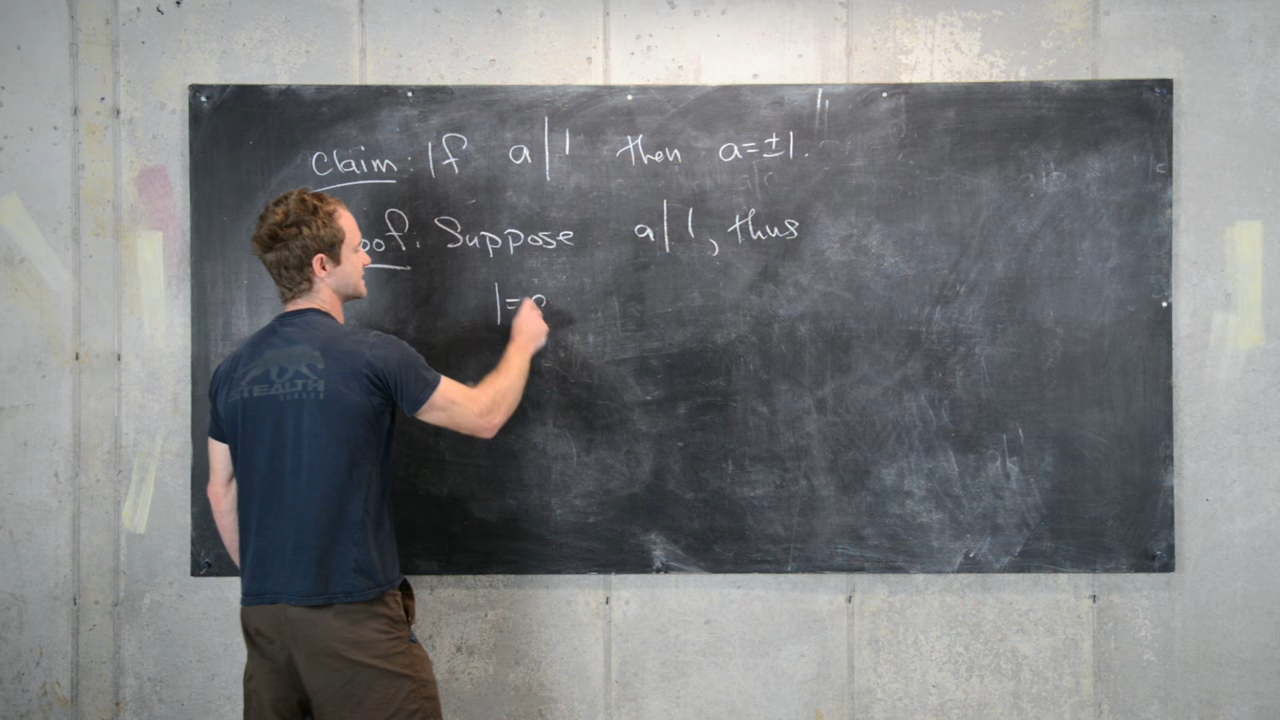 Claim: If a|1 then a=±1.
oof: Suppose a|1, thus
1=
STEALTH